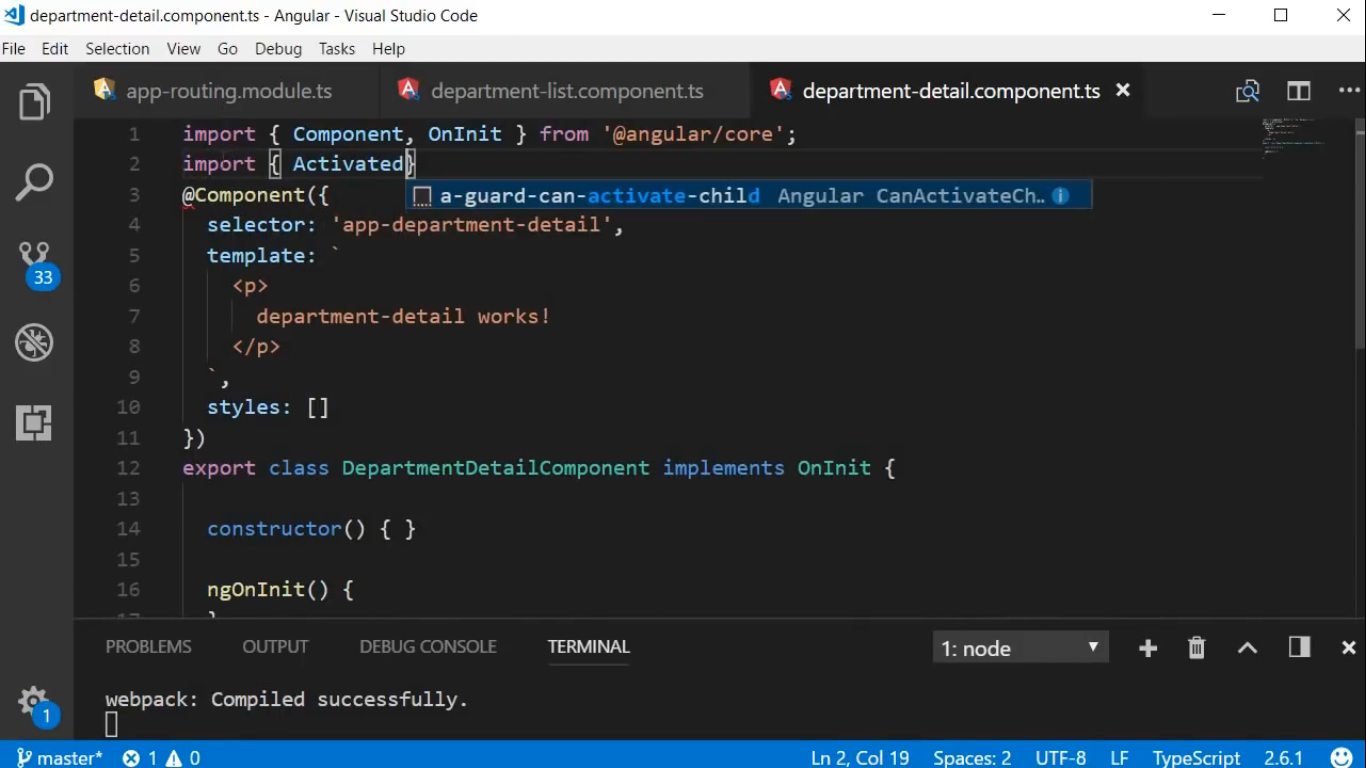 department-detail.component.ts - Angular - Visual Studio Code
File Edit Selection View Go Debug Tasks Help
app-routing.module.ts department-list.component.ts department-detail.component.ts
1 import { Component, OnInit } from '@angular/core';
2 import { Activated}
a-guard-can-activate-child Angular CanActivateCh…
3 @Component({
4 selector: 'app-department-detail',
5 template: `
6 <p>
7 department-detail works!
8 </p>
9 `,
10 styles: []
11 })
12 export class DepartmentDetailComponent implements OnInit {
13
14 constructor() { }
15
16 ngOnInit() {
17 }
33
PROBLEMS OUTPUT DEBUG CONSOLE TERMINAL 1: node
webpack: Compiled successfully.
1
master* 1 0 Ln 2, Col 19 Spaces: 2 UTF-8 LF TypeScript 2.6.1